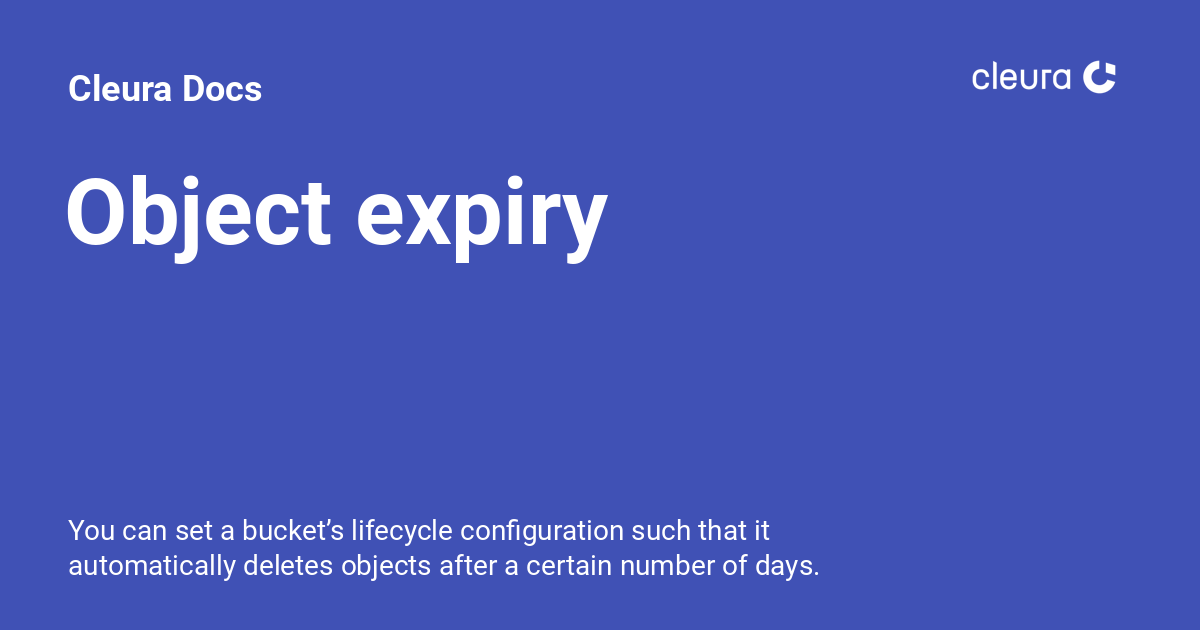 Cleura Docs
cleura
Object expiry
You can set a bucket’s lifecycle configuration such that it
automatically deletes objects after a certain number of days.